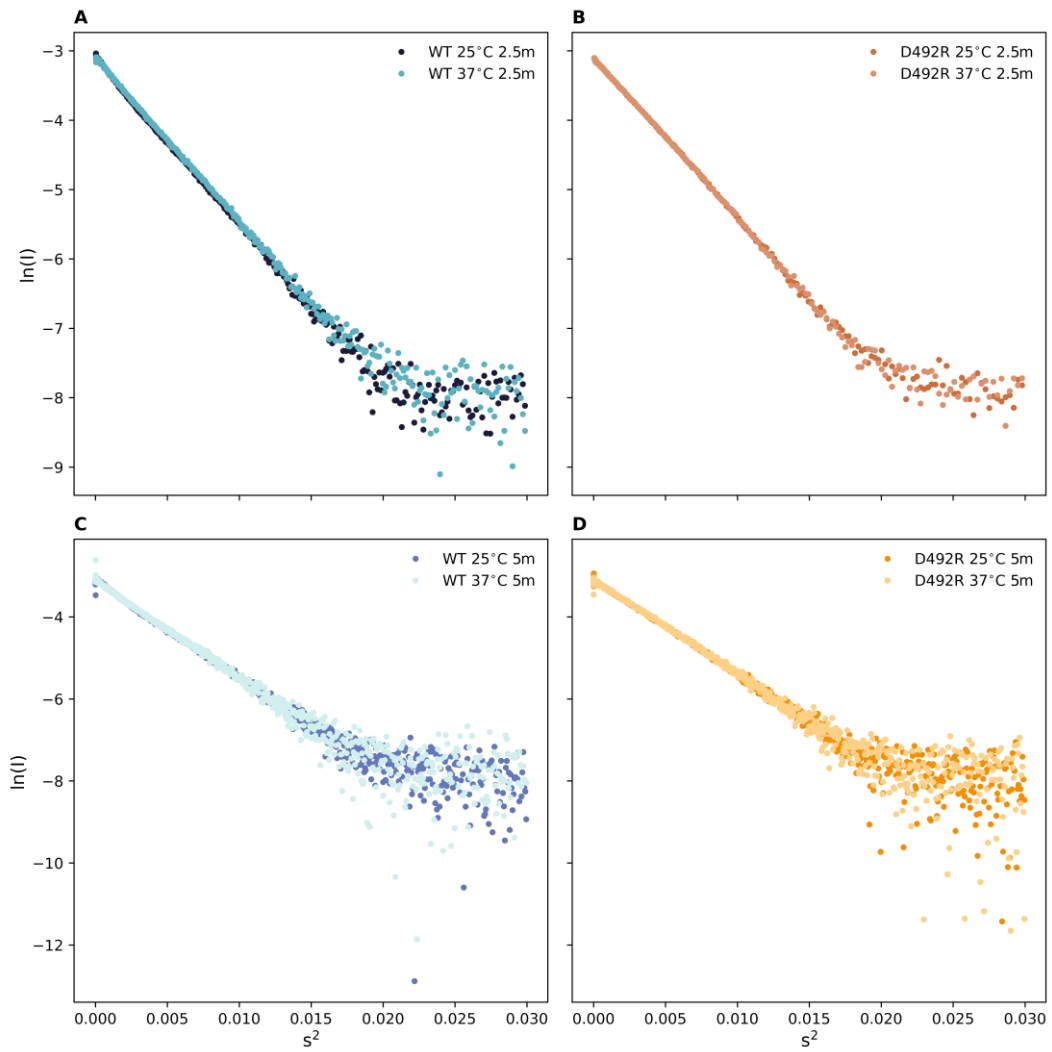 A
WT 25°C 2.5m
WT 37°C 2.5m
−3
−4
−5
−6
−7
−8
−9
ln(I)
B
D492R 25°C 2.5m
D492R 37°C 2.5m
C
WT 25°C 5m
WT 37°C 5m
−4
−6
−8
−10
−12
ln(I)
0.000 0.005 0.010 0.015 0.020 0.025 0.030
s²
D
D492R 25°C 5m
D492R 37°C 5m
0.000 0.005 0.010 0.015 0.020 0.025 0.030
s²